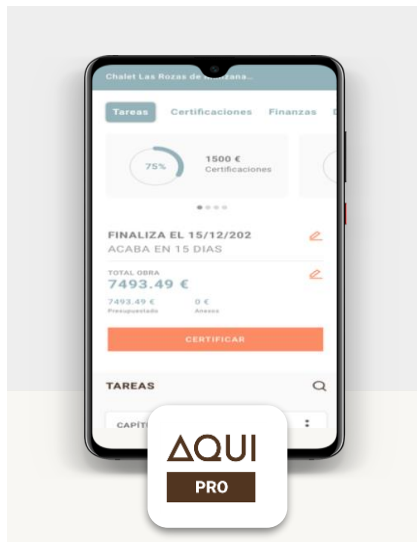 Chalet Las Rozas de
Tareas Certificaciones Finanzas
75%
1500 €
Certificaciones
FINALIZA EL 15/12/202
ACABA EN 15 DIAS
TOTAL OBRA
7493.49 €
7493.49 € 0 €
Presupuestado Anexos
CERTIFICAR
TAREAS
AQUI
PRO